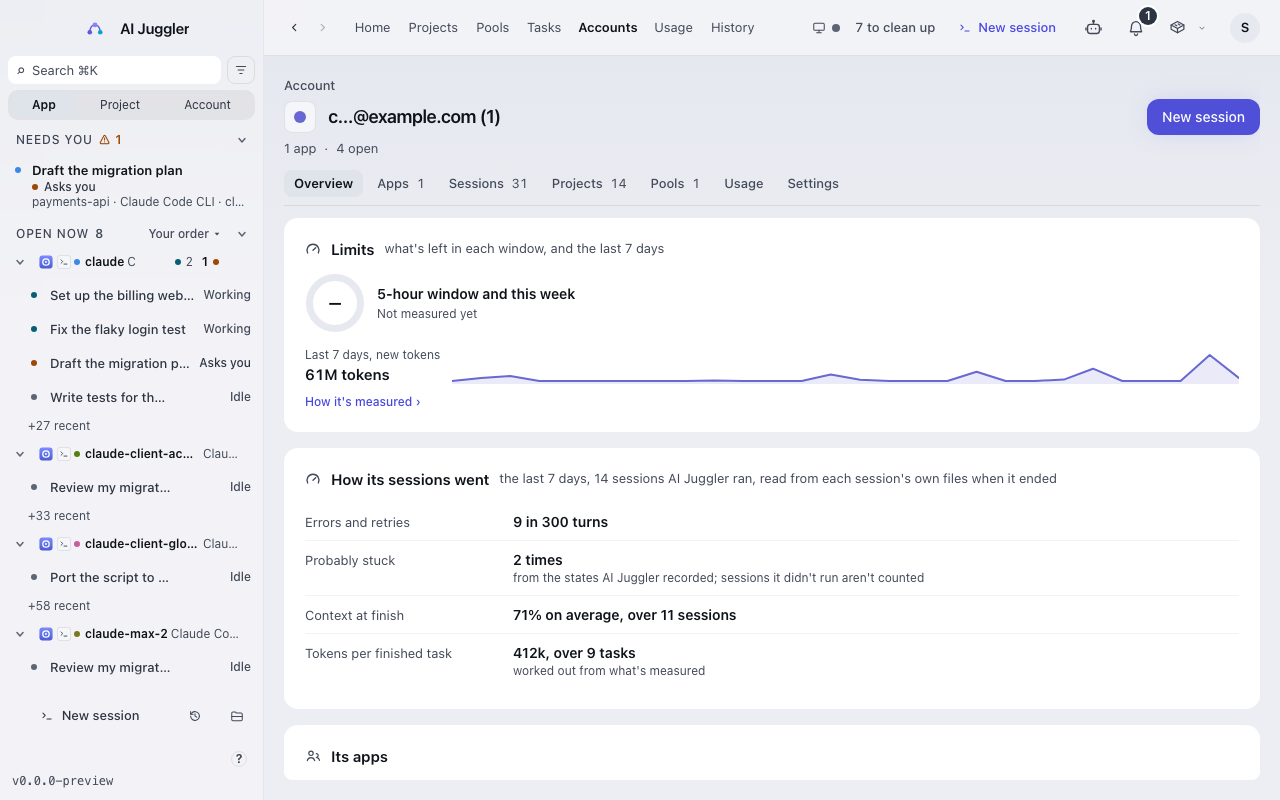 AI Juggler
Search ⌘K
App Project Account
NEEDS YOU 1
Draft the migration plan
Asks you
payments-api · Claude Code CLI · cl...
OPEN NOW 8 Your order
claude C 2 1
Set up the billing web... Working
Fix the flaky login test Working
Draft the migration p... Asks you
Write tests for th... Idle
+27 recent
claude-client-ac... Clau...
Review my migrat... Idle
+33 recent
claude-client-glo... Clau...
Port the script to ... Idle
+58 recent
claude-max-2 Claude Co...
Review my migrat... Idle
New session
?
v0.0.0-preview
Home Projects Pools Tasks Accounts Usage History
7 to clean up
New session
1
S
Account
c...@example.com (1)
New session
1 app · 4 open
Overview Apps 1 Sessions 31 Projects 14 Pools 1 Usage Settings
Limits what's left in each window, and the last 7 days
–
5-hour window and this week
Not measured yet
Last 7 days, new tokens
61M tokens
How it's measured ›
How its sessions went the last 7 days, 14 sessions AI Juggler ran, read from each session's own files when it ended
Errors and retries 9 in 300 turns
Probably stuck 2 times
from the states AI Juggler recorded; sessions it didn't run aren't counted
Context at finish 71% on average, over 11 sessions
Tokens per finished task 412k, over 9 tasks
worked out from what's measured
Its apps